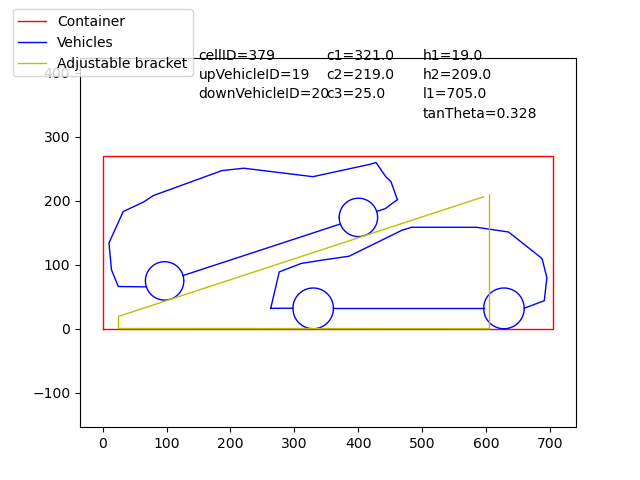 Container
Vehicles
Adjustable bracket
cellID=379 c1=321.0 h1=19.0
upVehicleID=19 c2=219.0 h2=209.0
downVehicleID=20 c3=25.0 l1=705.0
tanTheta=0.328
400
300
200
100
0
−100
0 100 200 300 400 500 600 700